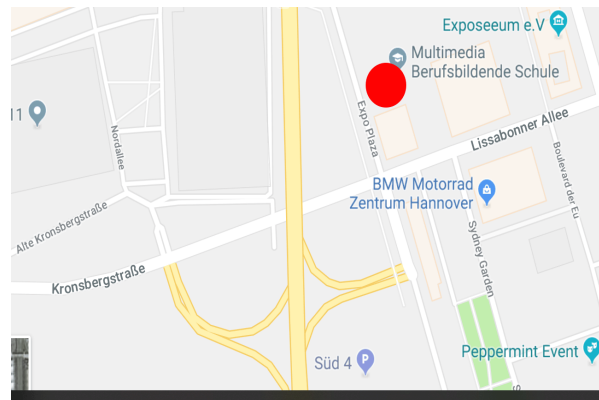 Exposeeum e.V
Multimedia
Berufsbildende Schule
11
Expo Plaza
Nordallee
Lissabonner Allee
BMW Motorrad
Zentrum Hannover
Boulevard der Eu
Alte Kronsbergstraße
Sydney Garden
Kronsbergstraße
Süd 4
P
Peppermint Event